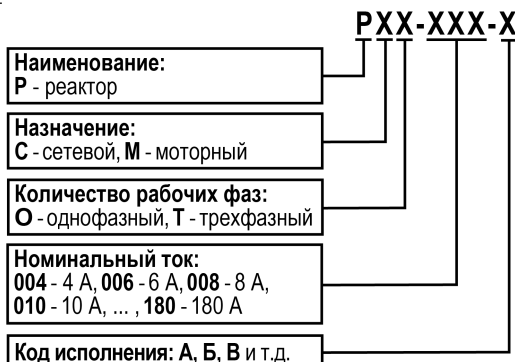 РХХ-ХХХ-Х
Наименование:
Р - реактор
Назначение:
С - сетевой, М - моторный
Количество рабочих фаз:
О - однофазный, Т - трехфазный
Номинальный ток:
004 - 4 А, 006 - 6 А, 008 - 8 А,
010 - 10 А, ... , 180 - 180 А
Код исполнения: А, Б, В и т.д.